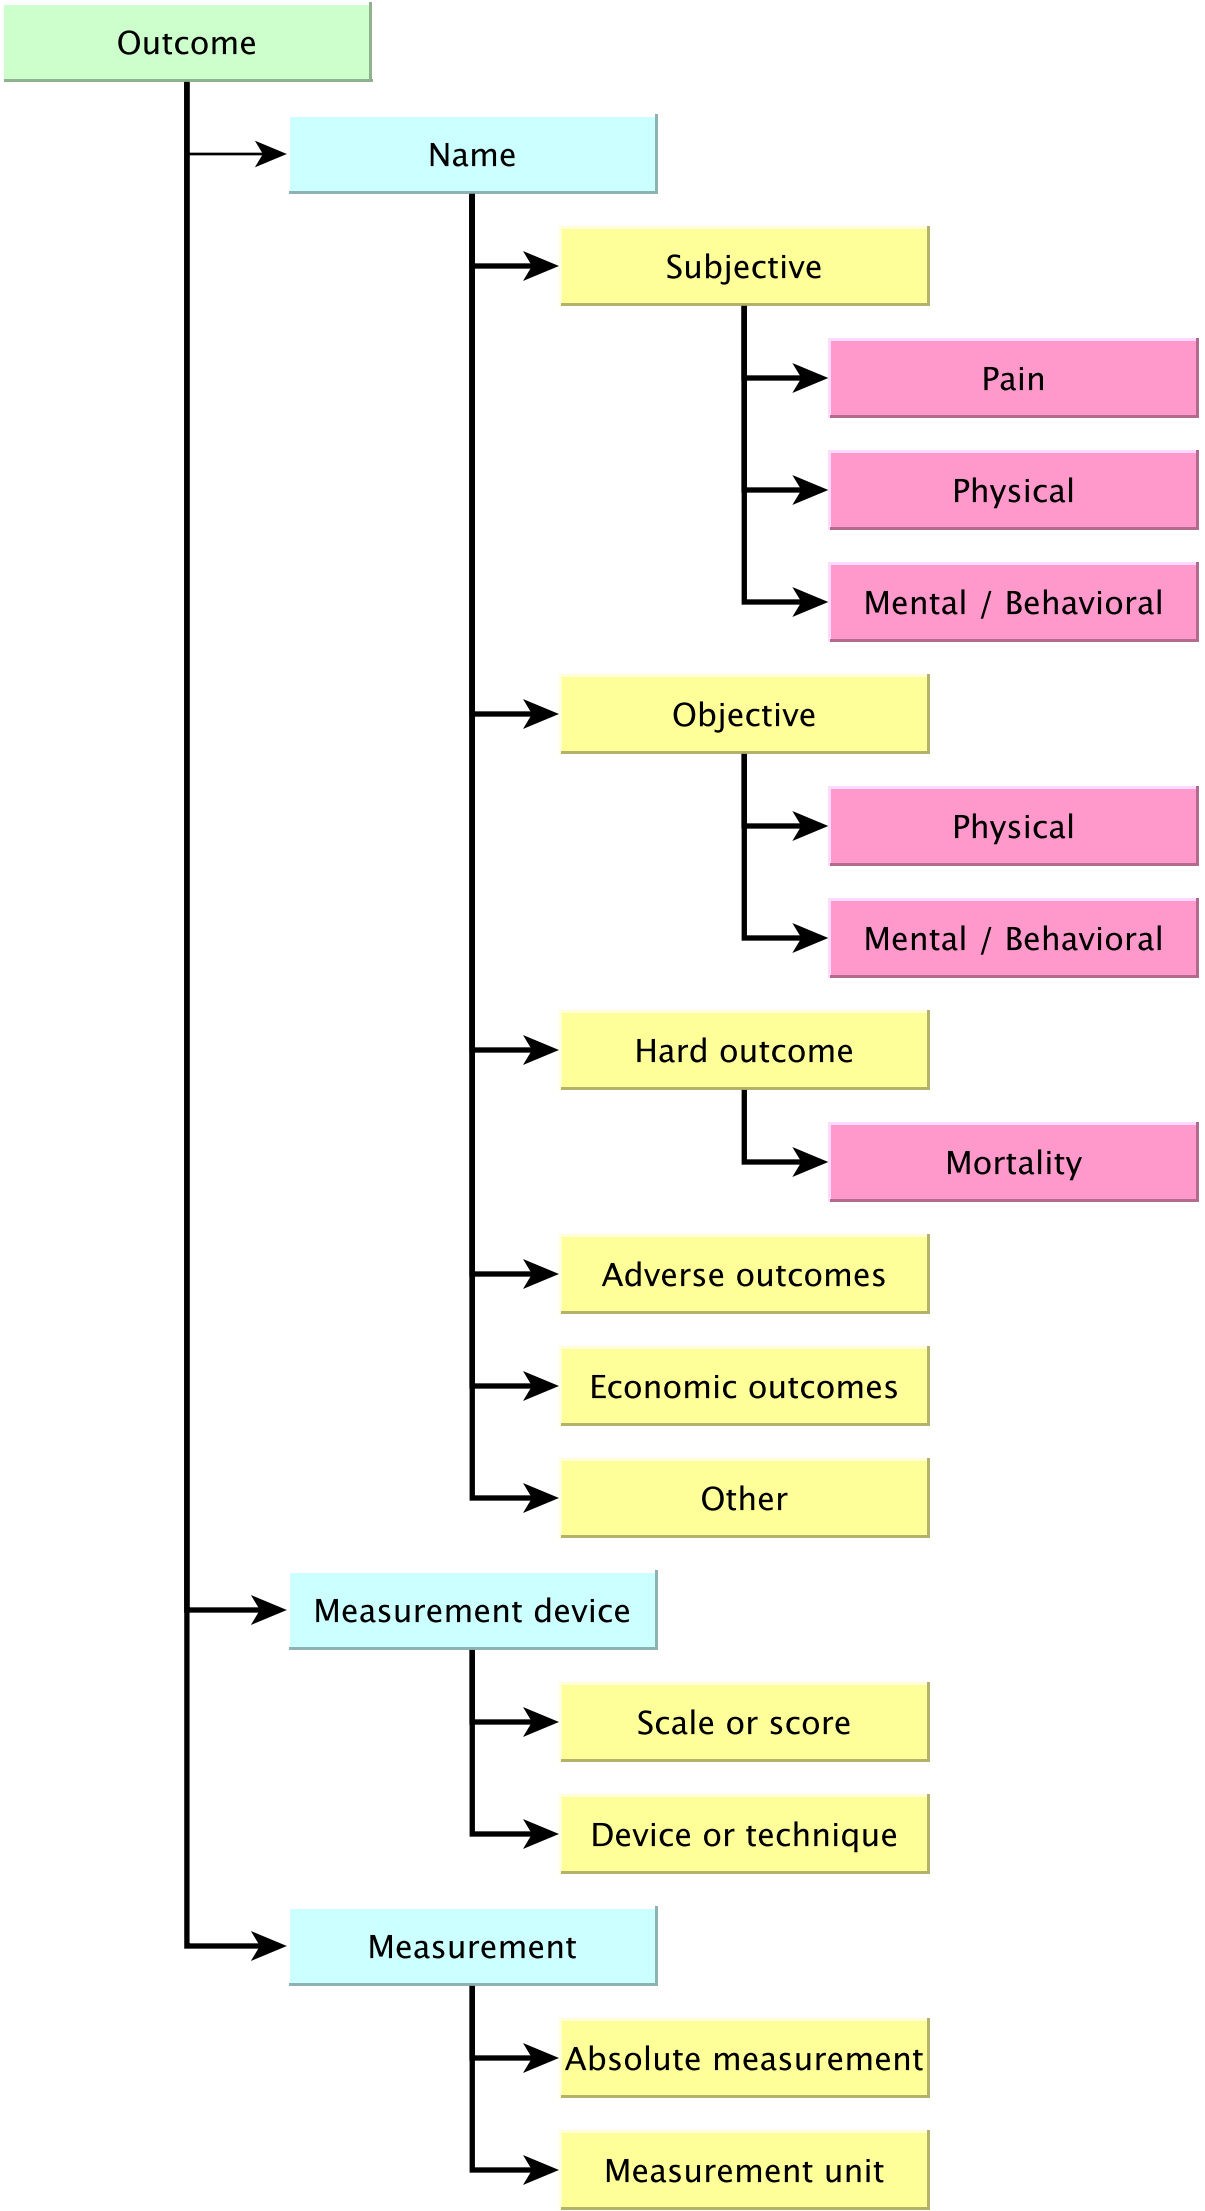 Outcome
Name
Subjective
Pain
Physical
Mental / Behavioral
Objective
Physical
Mental / Behavioral
Hard outcome
Mortality
Adverse outcomes
Economic outcomes
Other
Measurement device
Scale or score
Device or technique
Measurement
Absolute measurement
Measurement unit